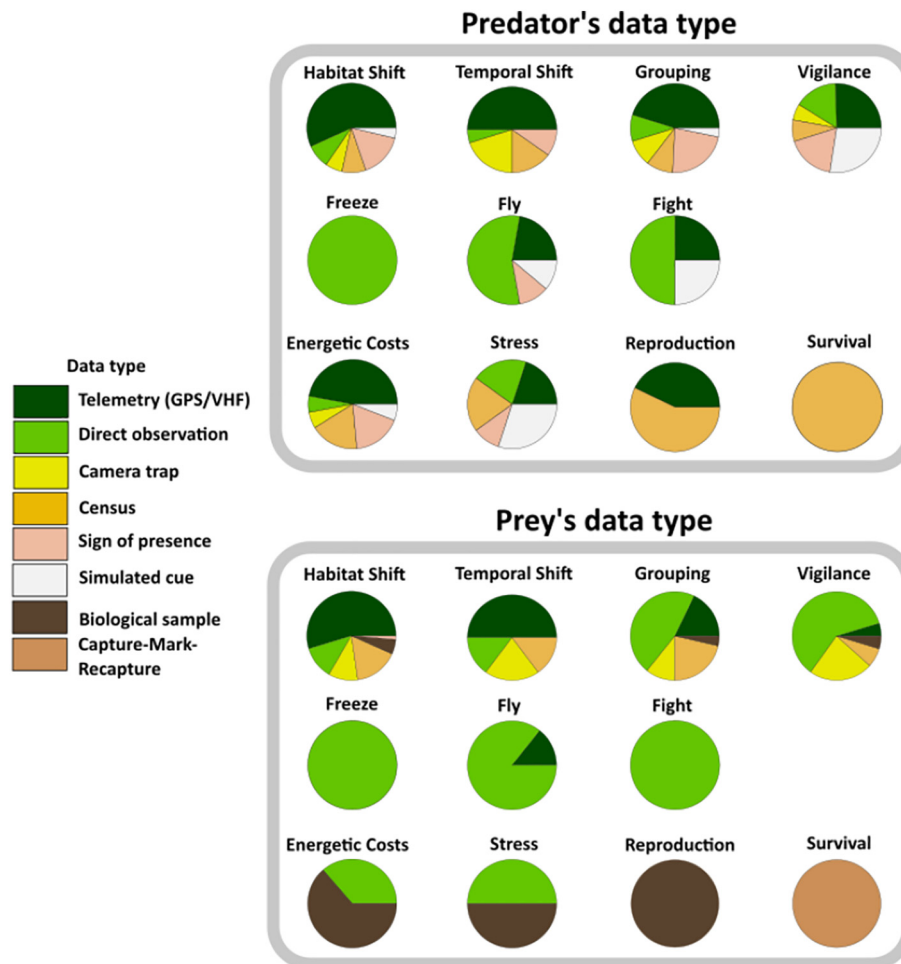 Predator's data type
Habitat Shift
Temporal Shift
Grouping
Vigilance
Freeze
Fly
Fight
Energetic Costs
Stress
Reproduction
Survival
Data type
Telemetry (GPS/VHF)
Direct observation
Camera trap
Census
Sign of presence
Simulated cue
Biological sample
Capture-Mark-
Recapture
Prey's data type
Habitat Shift
Temporal Shift
Grouping
Vigilance
Freeze
Fly
Fight
Energetic Costs
Stress
Reproduction
Survival